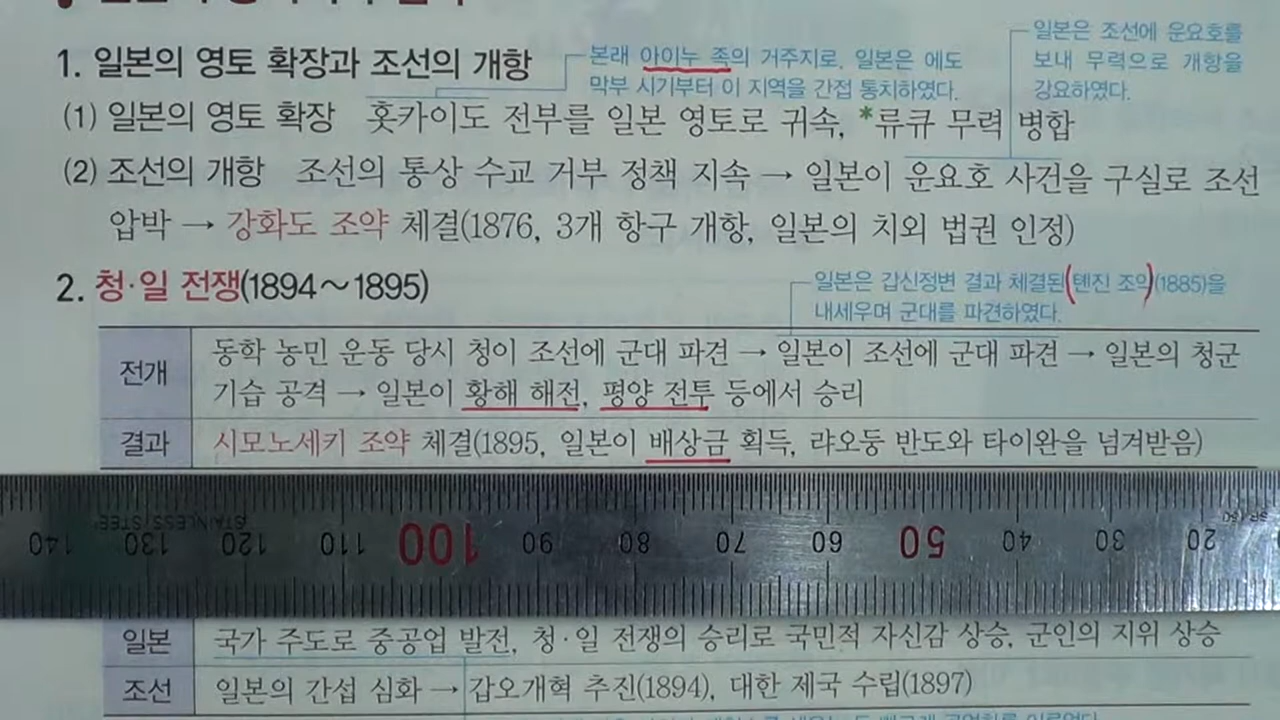 1. 일본의 영토 확장과 조선의 개항
본래 아이누 족의 거주지로, 일본은 에도
막부 시기부터 이 지역을 간접 통치하였다.
일본은 조선에 운요호를
보내 무력으로 개항을
강요하였다.
(1) 일본의 영토 확장 홋카이도 전부를 일본 영토로 귀속, *류큐 무력 병합
(2) 조선의 개항 조선의 통상 수교 거부 정책 지속 → 일본이 운요호 사건을 구실로 조선
압박 → 강화도 조약 체결(1876, 3개 항구 개항, 일본의 치외 법권 인정)
2. 청·일 전쟁(1894~1895)
일본은 갑신정변 결과 체결된 톈진 조약(1885)을
내세우며 군대를 파견하였다.
전개 동학 농민 운동 당시 청이 조선에 군대 파견 → 일본이 조선에 군대 파견 → 일본의 청군
기습 공격 → 일본이 황해 해전, 평양 전투 등에서 승리
결과 시모노세키 조약 체결(1895, 일본이 배상금 획득, 랴오둥 반도와 타이완을 넘겨받음)
STAINLESS STEEL
140 130 120 110 100 90 80 70 60 50 40 30 20
일본 국가 주도로 중공업 발전, 청·일 전쟁의 승리로 국민적 자신감 상승, 군인의 지위 상승
조선 일본의 간섭 심화 → 갑오개혁 추진(1894), 대한 제국 수립(1897)